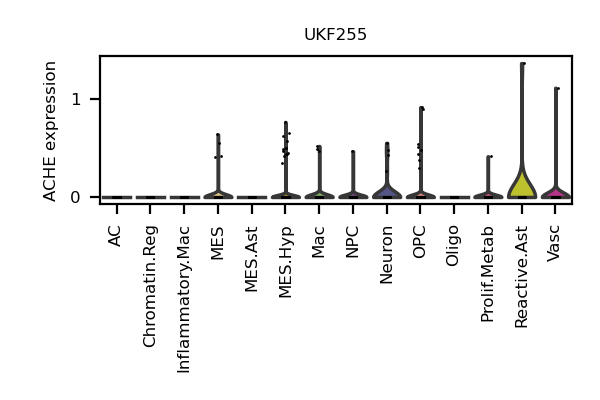 UKF255
ACHE expression
1
0
AC
Chromatin.Reg
Inflammatory.Mac
MES
MES.Ast
MES.Hyp
Mac
NPC
Neuron
OPC
Oligo
Prolif.Metab
Reactive.Ast
Vasc